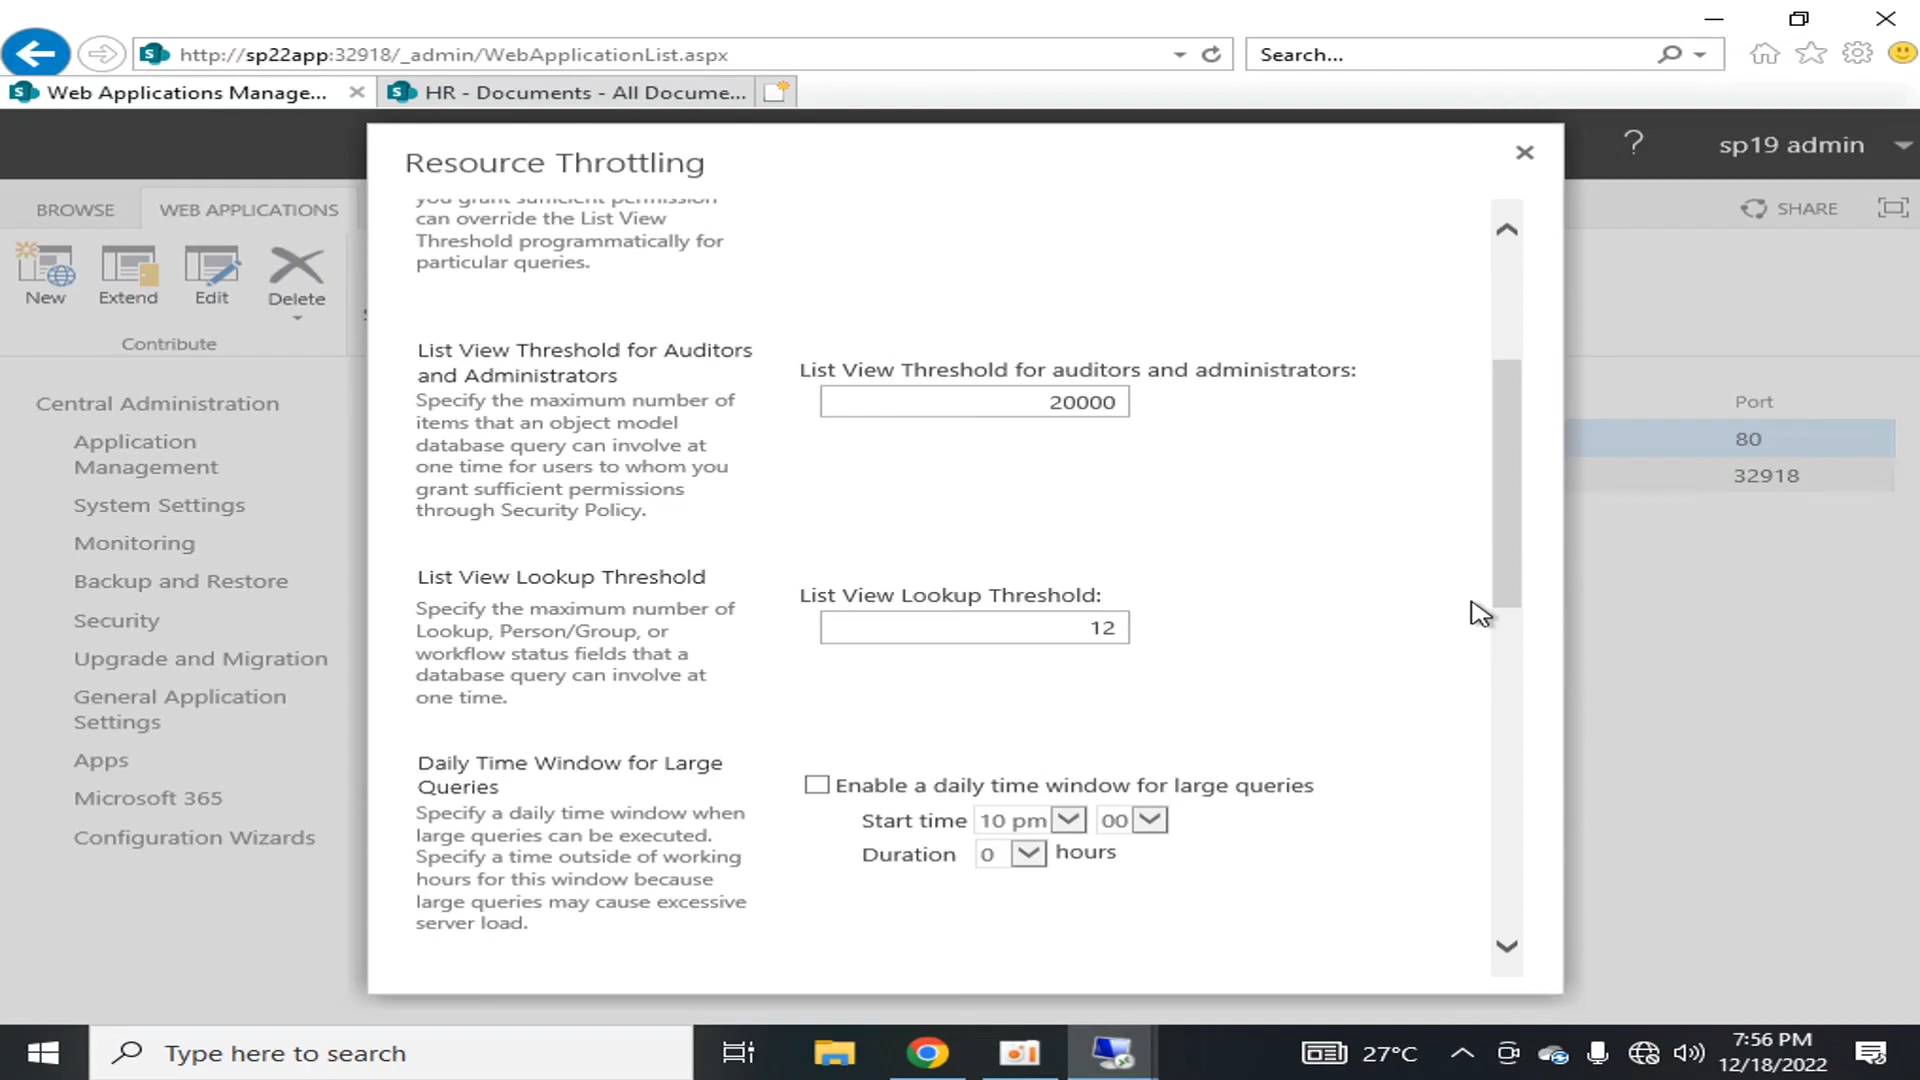 http://sp22app:32918/_admin/WebApplicationList.aspx
Search...
Web Applications Manage...
HR - Documents - All Docume...
sp19 admin
BROWSE
WEB APPLICATIONS
SHARE
New
Extend
Edit
Delete
Contribute
Central Administration
Application
Management
System Settings
Monitoring
Backup and Restore
Security
Upgrade and Migration
General Application
Settings
Apps
Microsoft 365
Configuration Wizards
Resource Throttling
you grant sufficient permission
can override the List View
Threshold programmatically for
particular queries.
List View Threshold for Auditors
and Administrators
Specify the maximum number of
items that an object model
database query can involve at
one time for users to whom you
grant sufficient permissions
through Security Policy.
List View Threshold for auditors and administrators:
20000
List View Lookup Threshold
Specify the maximum number of
Lookup, Person/Group, or
workflow status fields that a
database query can involve at
one time.
List View Lookup Threshold:
12
Daily Time Window for Large
Queries
Specify a daily time window when
large queries can be executed.
Specify a time outside of working
hours for this window because
large queries may cause excessive
server load.
Enable a daily time window for large queries
Start time 10 pm 00
Duration 0 hours
Port
80
32918
Type here to search
27°C
7:56 PM
12/18/2022